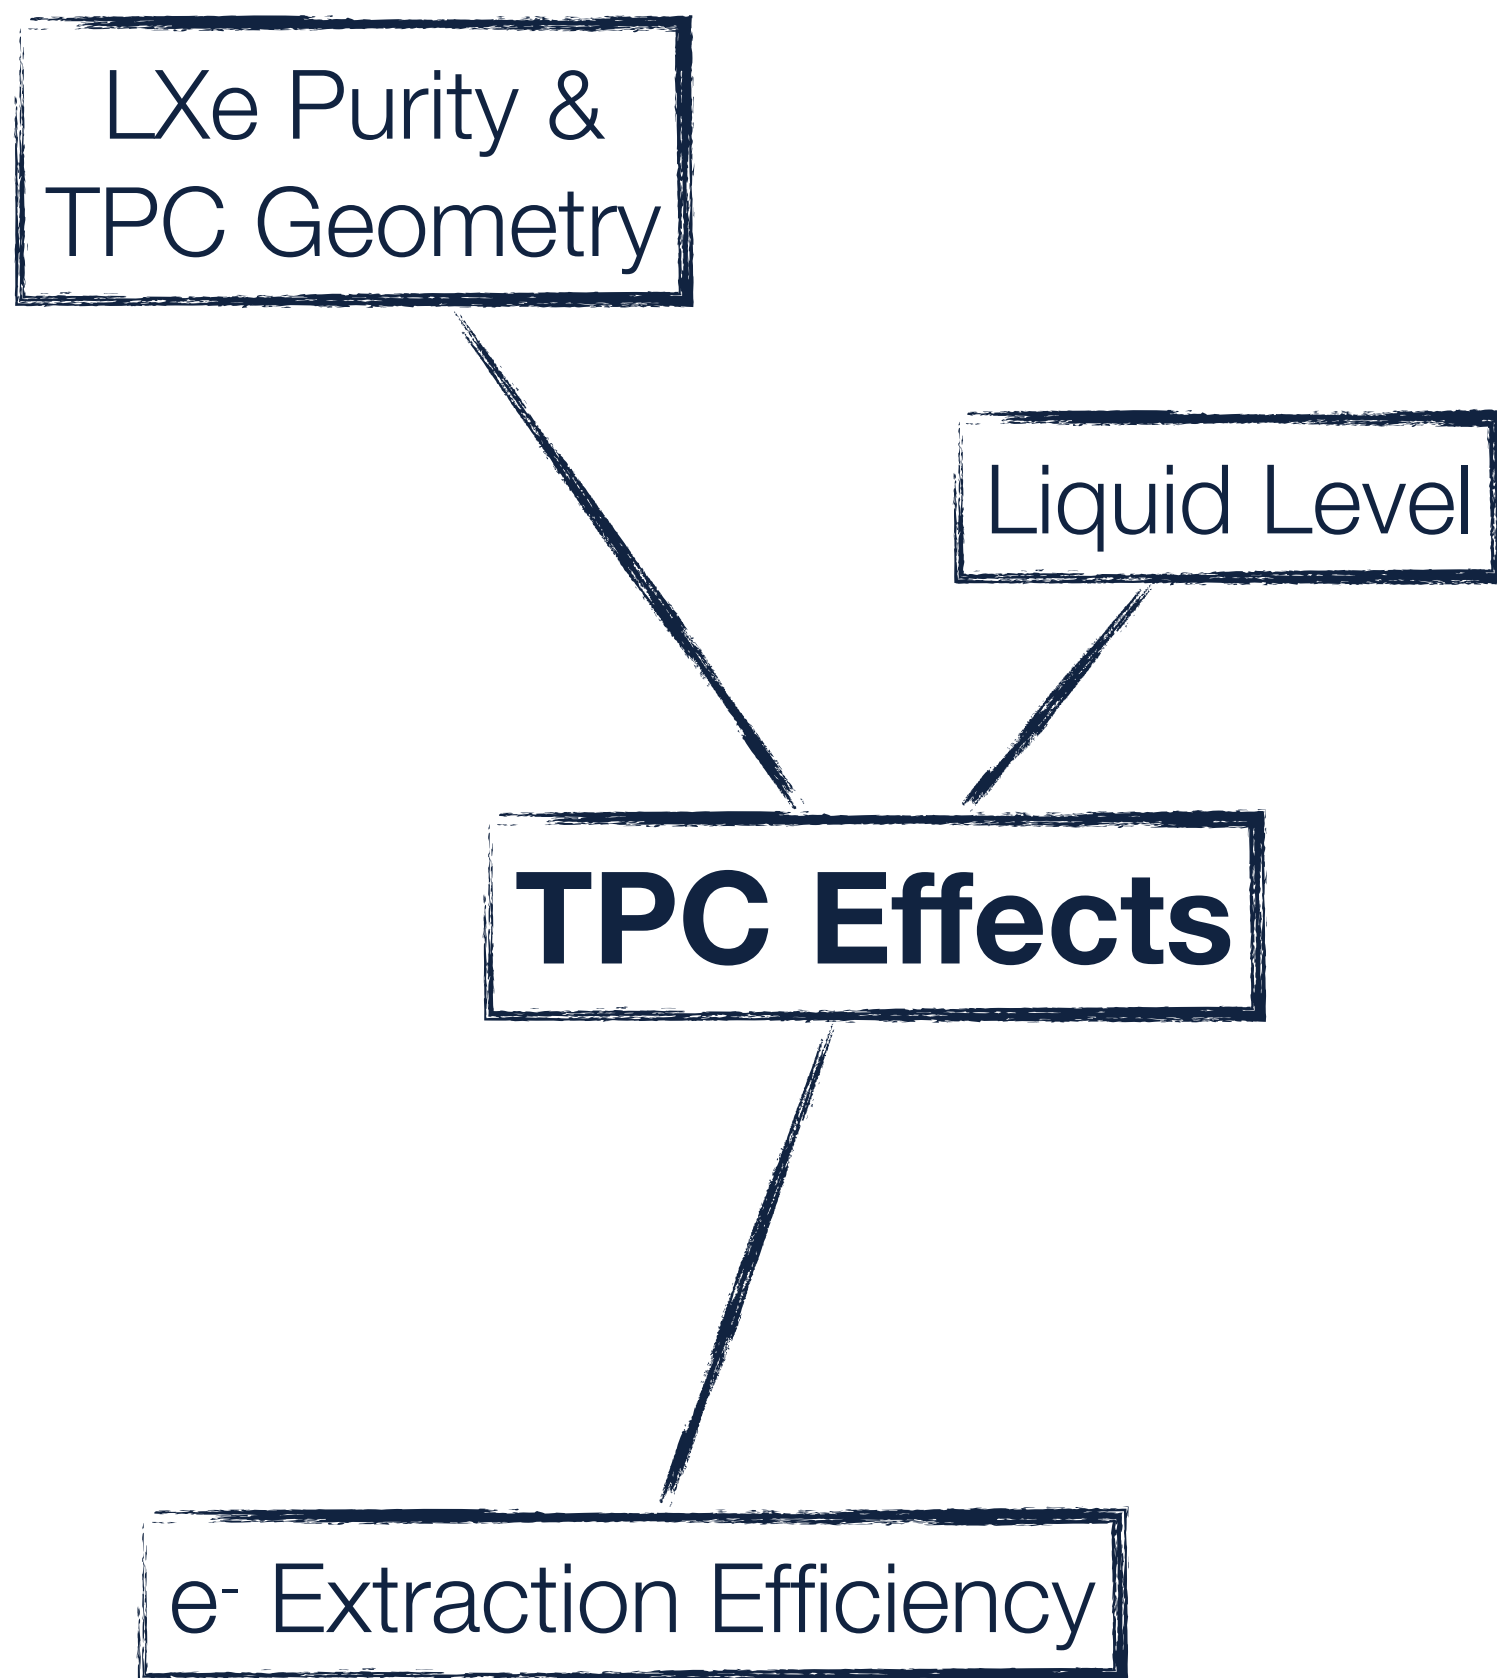 LXe Purity &
TPC Geometry
Liquid Level
TPC Effects
e⁻ Extraction Efficiency